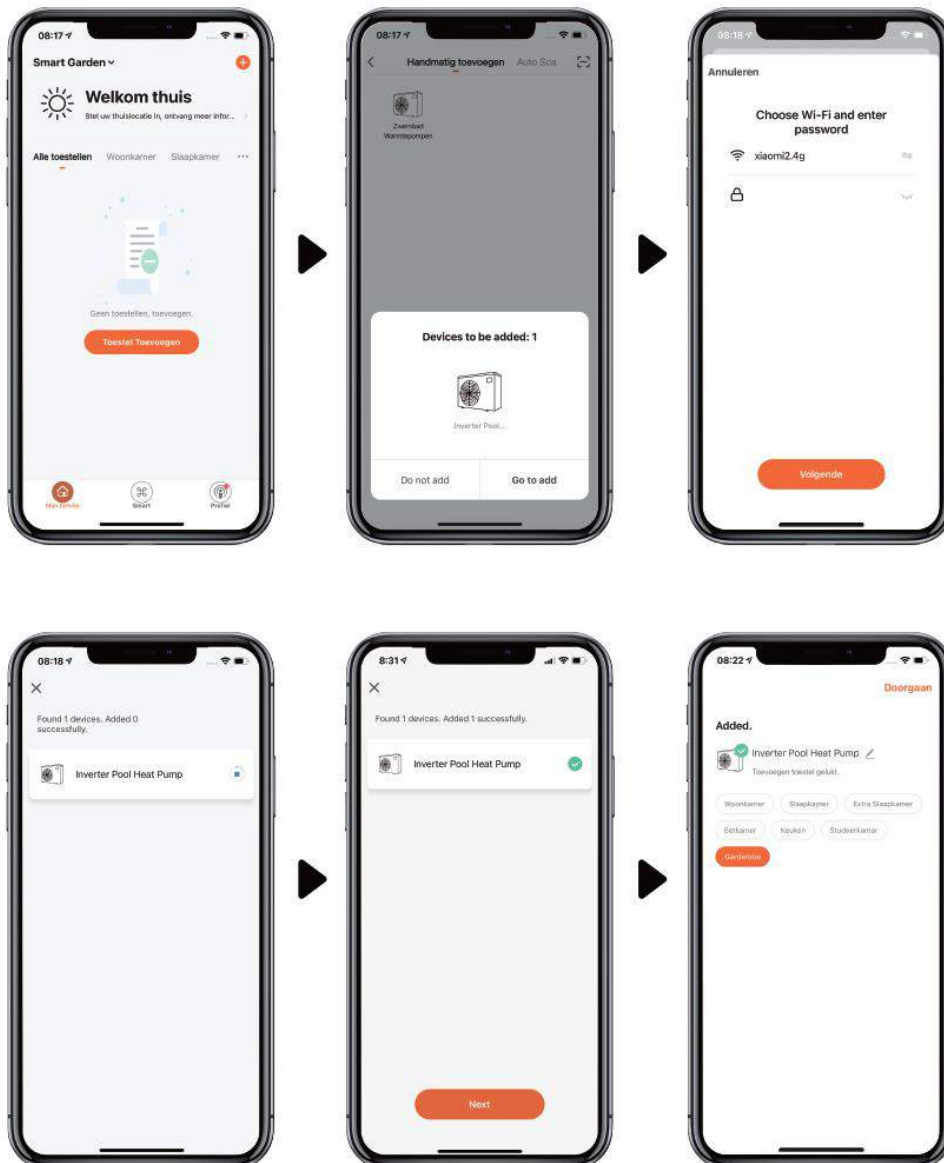 08:17
Smart Garden
Welkom thuis
Stel uw thuislocatie in, ontvang meer infor...
Alle toestellen Woonkamer Slaapkamer ...
Geen toestellen, toevoegen.
Toestel Toevoegen
Mijn familie Smart Profiel
08:17
Handmatig toevoegen Auto Sca
Zwembad
Warmtepompen
Devices to be added: 1
Inverter Pool...
Do not add Go to add
08:18
Annuleren
Choose Wi-Fi and enter
password
xiaomi2.4g
Volgende
08:18
Found 1 devices. Added 0
successfully.
Inverter Pool Heat Pump
8:31
Found 1 devices. Added 1 successfully.
Inverter Pool Heat Pump
Next
08:22
Doorgaan
Added.
Inverter Pool Heat Pump
Toevoegen toestel gelukt.
Woonkamer Slaapkamer Extra Slaapkamer
Eetkamer Keuken Studeerkamer
Garderobe